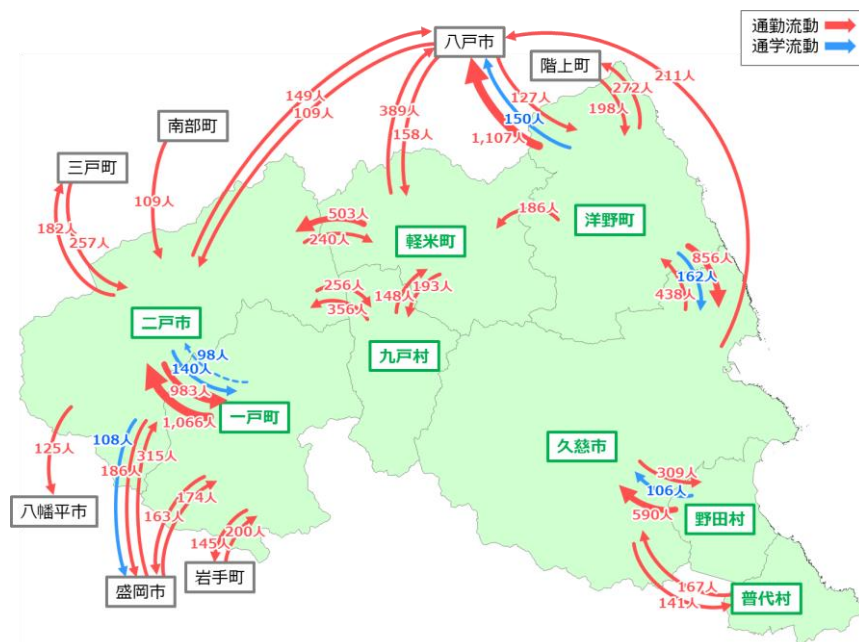 通勤流動
通学流動
八戸市
階上町
211人
272人
198人
127人
150人
1,107人
149人
109人
389人
158人
南部町
109人
三戸町
182人
257人
503人
240人
軽米町
186人
洋野町
856人
162人
438人
256人
356人
148人
193人
二戸市
九戸村
98人
140人
983人
1,066人
一戸町
久慈市
125人
108人
186人
315人
174人
163人
309人
106人
590人
野田村
八幡平市
200人
145人
盛岡市
岩手町
167人
141人
普代村